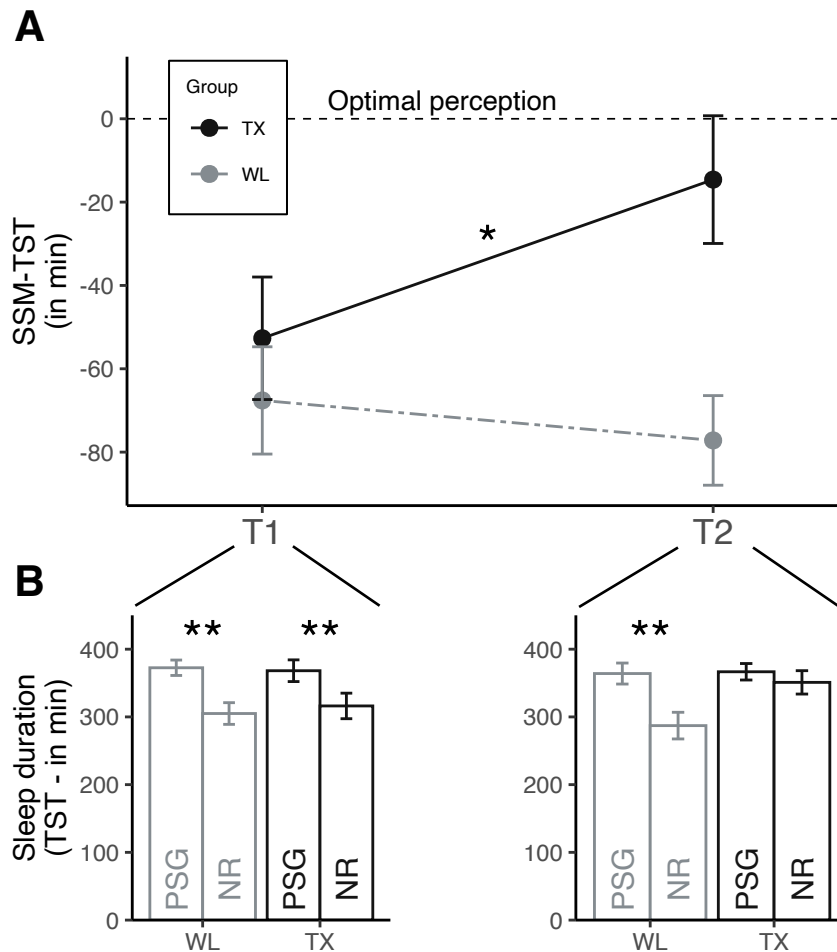 A
Group
TX
WL
Optimal perception
0
-20
-40
-60
-80
SSM-TST
(in min)
*
T1
T2
B
Sleep duration
(TST - in min)
400
300
200
100
0
**
**
PSG
NR
PSG
NR
WL
TX
400
300
200
100
0
**
PSG
NR
PSG
NR
WL
TX